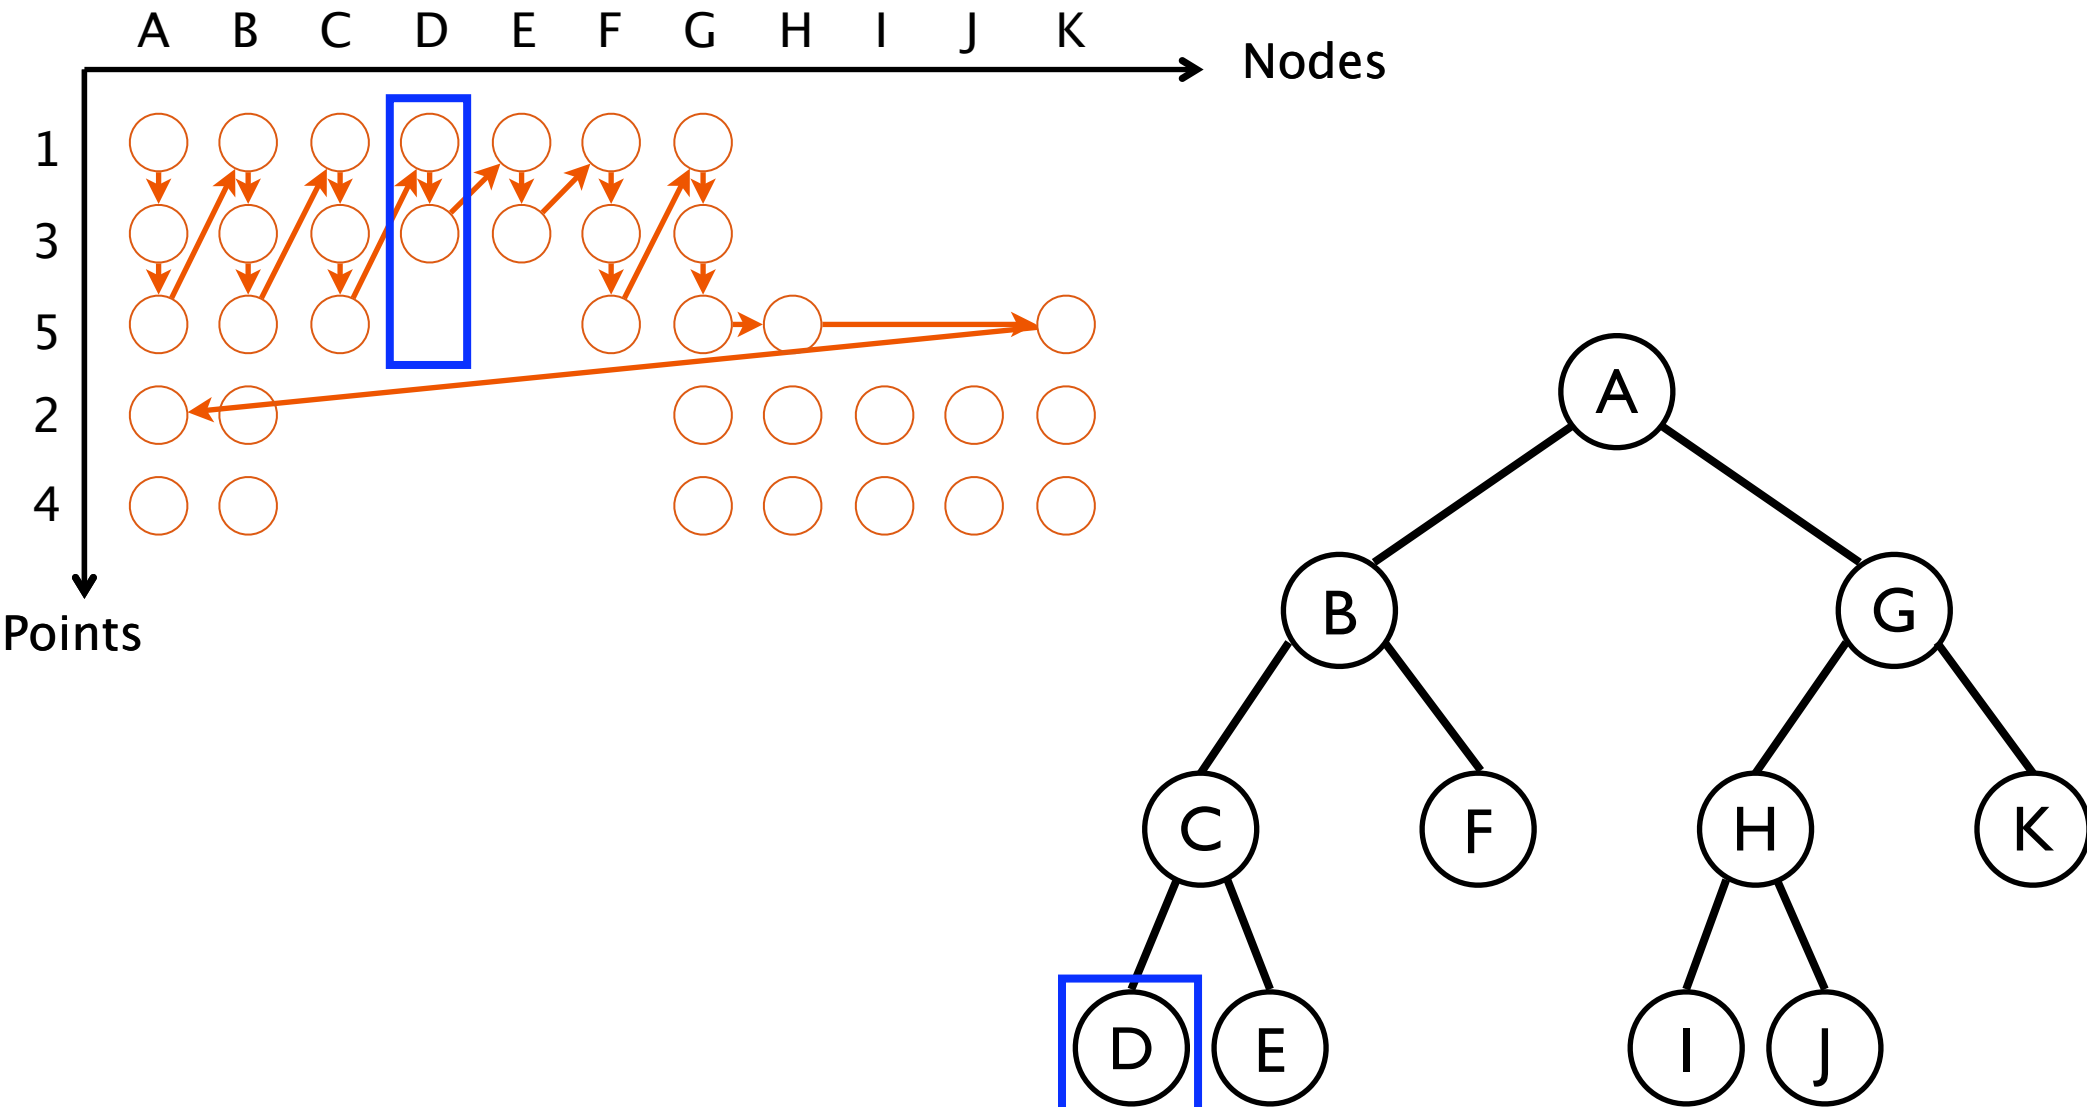 A B C D E F G H I J K
Nodes
1
3
5
2
4
Points
A
B G
C F H K
D E I J